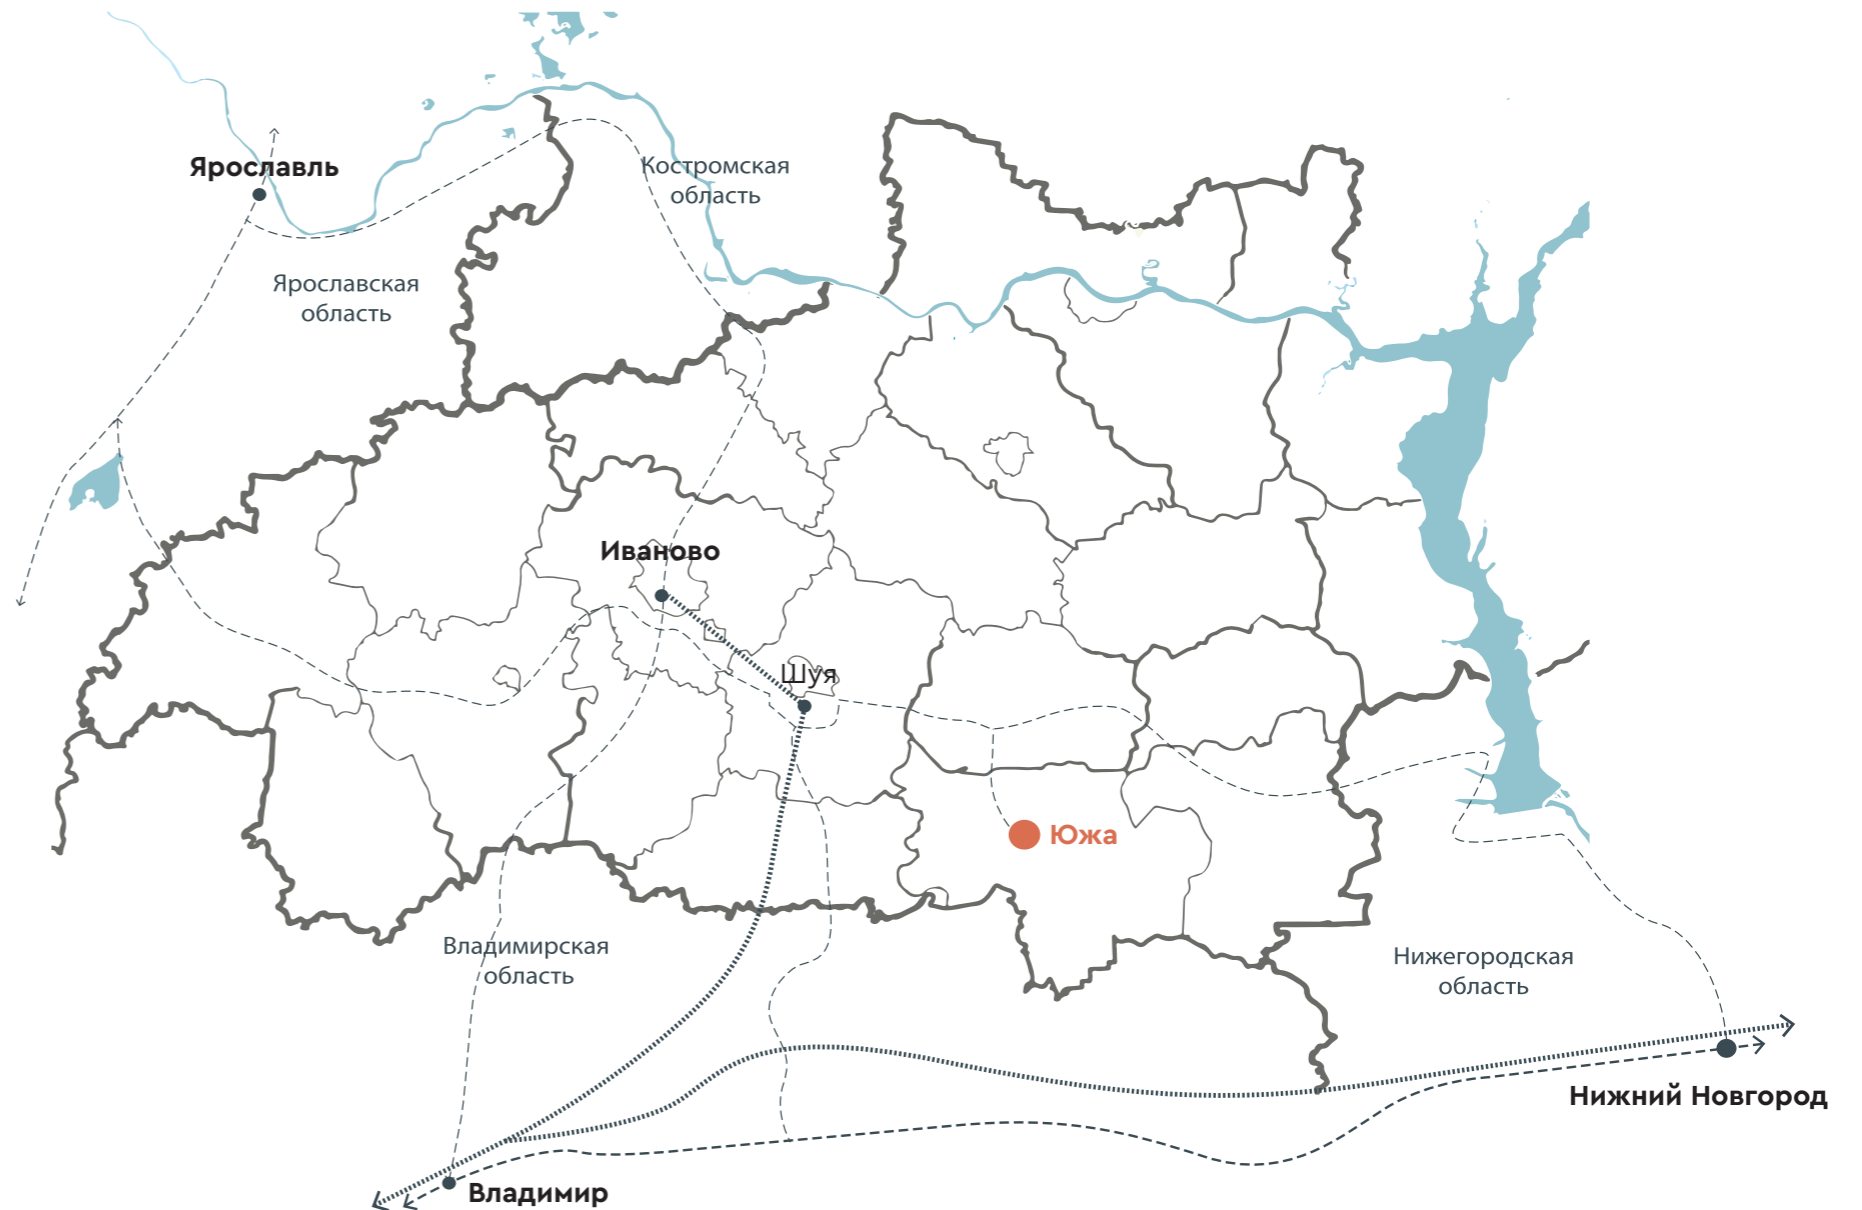 Ярославль
Костромская
область
Ярославская
область
Иваново
Шуя
Южа
Владимирская
область
Нижегородская
область
Нижний Новгород
Владимир